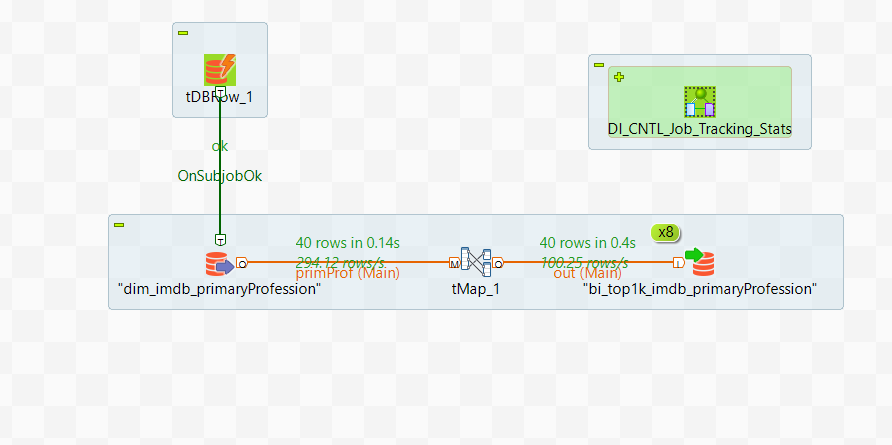 tDBRow_1
ok
OnSubjobOk
DI_CNTL_Job_Tracking_Stats
40 rows in 0.14s
294.12 rows/s
primProf (Main)
40 rows in 0.4s
100.25 rows/s
out (Main)
x8
"dim_imdb_primaryProfession"
tMap_1
"bi_top1k_imdb_primaryProfession"
T
T
O
M
O
I